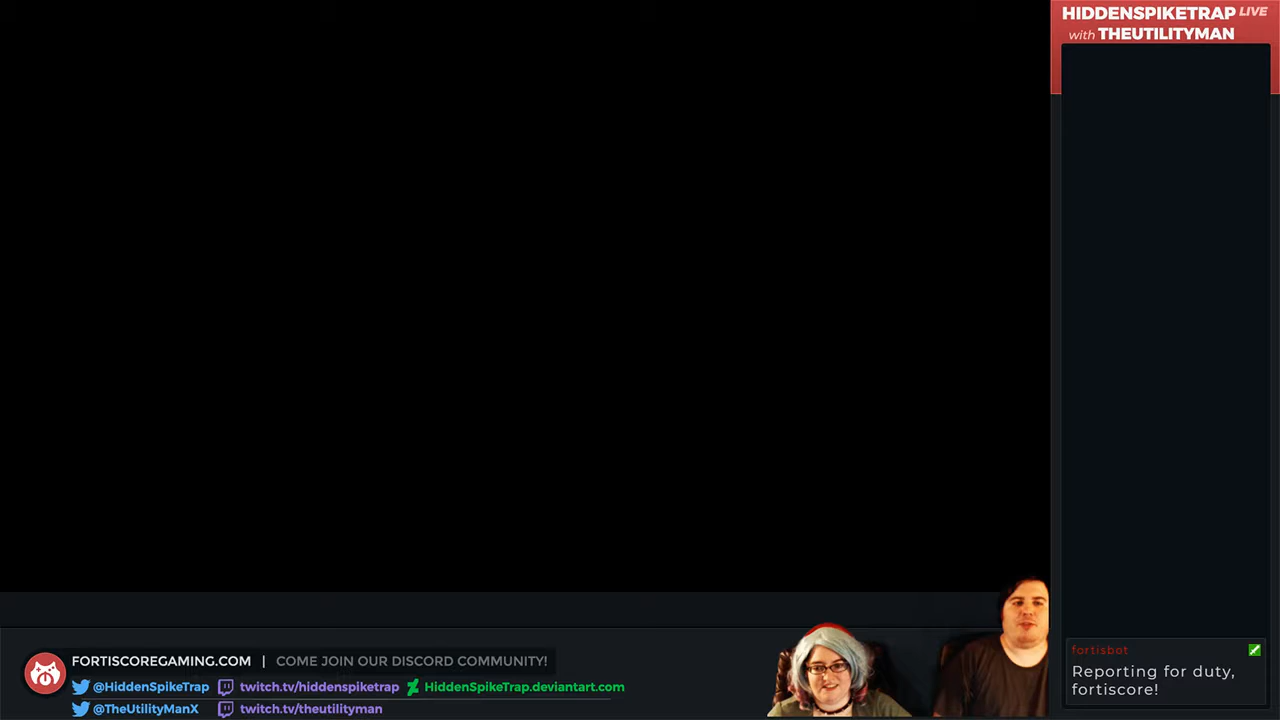 HIDDENSPIKETRAP LIVE
with THEUTILITYMAN
fortisbot
Reporting for duty,
fortiscore!
FORTISCOREGAMING.COM | COME JOIN OUR DISCORD COMMUNITY!
@HiddenSpikeTrap twitch.tv/hiddenspiketrap HiddenSpikeTrap.deviantart.com
@TheUtilityManX twitch.tv/theutilityman